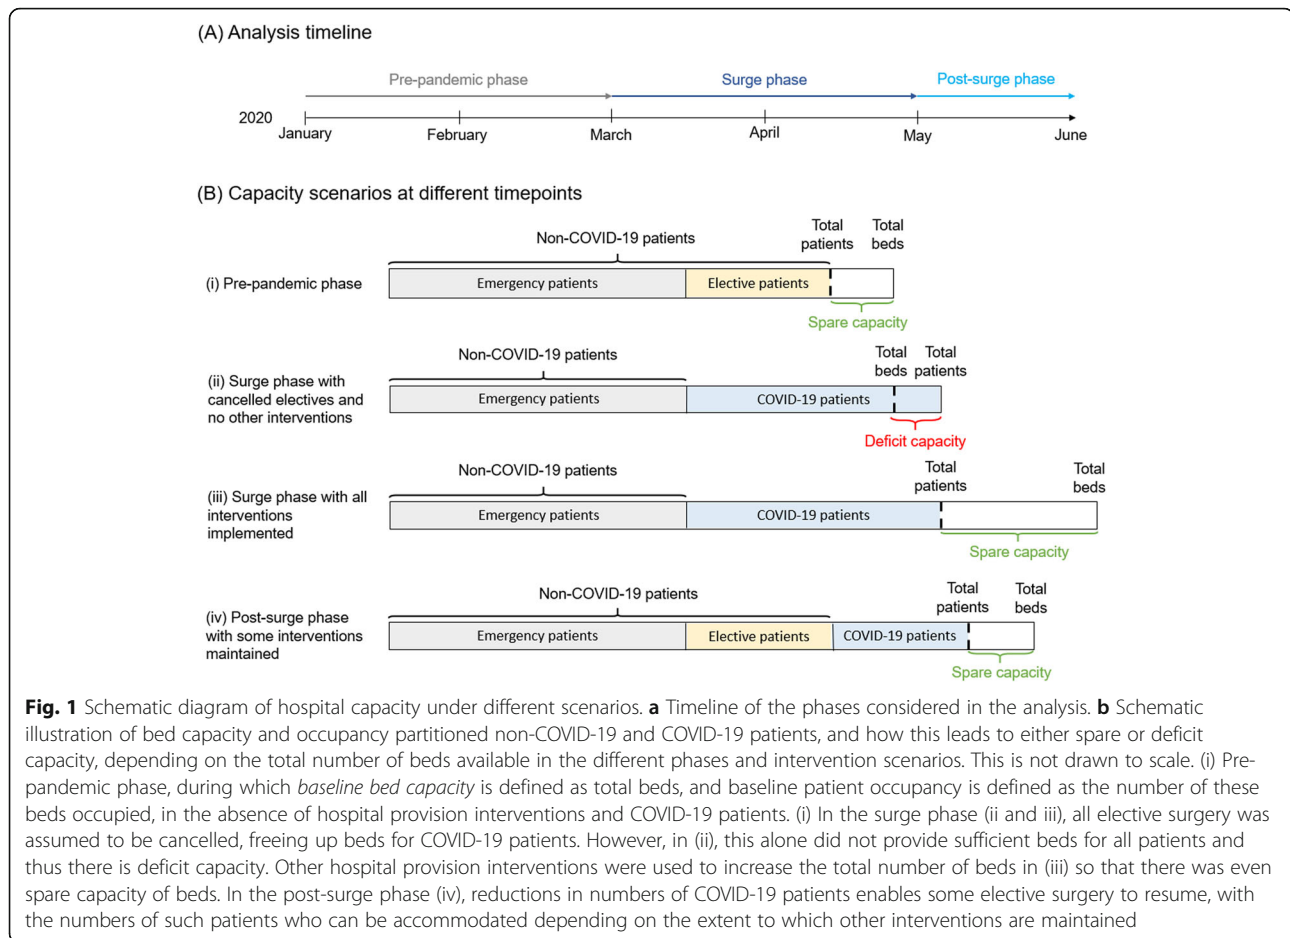 (A) Analysis timeline
Pre-pandemic phase
Surge phase
Post-surge phase
2020
January
February
March
April
May
June
(B) Capacity scenarios at different timepoints
Non-COVID-19 patients
Total
patients
Total
beds
(i) Pre-pandemic phase
Emergency patients
Elective patients
Spare capacity
Non-COVID-19 patients
Total
beds
Total
patients
(ii) Surge phase with
cancelled electives and
no other interventions
Emergency patients
COVID-19 patients
Deficit capacity
Non-COVID-19 patients
Total
patients
Total
beds
(iii) Surge phase with all
interventions
implemented
Emergency patients
COVID-19 patients
Spare capacity
Non-COVID-19 patients
Total
patients
Total
beds
(iv) Post-surge phase
with some interventions
maintained
Emergency patients
Elective patients
COVID-19 patients
Spare capacity
Fig. 1 Schematic diagram of hospital capacity under different scenarios. a Timeline of the phases considered in the analysis. b Schematic
illustration of bed capacity and occupancy partitioned non-COVID-19 and COVID-19 patients, and how this leads to either spare or deficit
capacity, depending on the total number of beds available in the different phases and intervention scenarios. This is not drawn to scale. (i) Pre-
pandemic phase, during which baseline bed capacity is defined as total beds, and baseline patient occupancy is defined as the number of these
beds occupied, in the absence of hospital provision interventions and COVID-19 patients. (i) In the surge phase (ii and iii), all elective surgery was
assumed to be cancelled, freeing up beds for COVID-19 patients. However, in (ii), this alone did not provide sufficient beds for all patients and
thus there is deficit capacity. Other hospital provision interventions were used to increase the total number of beds in (iii) so that there was even
spare capacity of beds. In the post-surge phase (iv), reductions in numbers of COVID-19 patients enables some elective surgery to resume, with
the numbers of such patients who can be accommodated depending on the extent to which other interventions are maintained